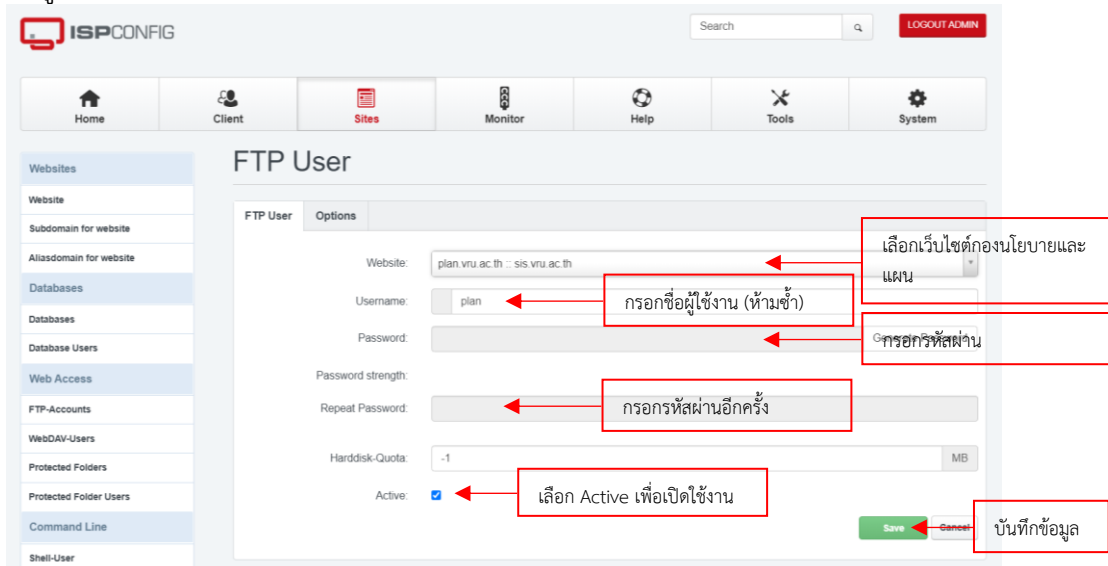 ISPCONFIG
Search
LOGOUT ADMIN
Home
Client
Sites
Monitor
Help
Tools
System
FTP User
Websites
Website
Subdomain for website
Aliasdomain for website
Databases
Databases
Database Users
Web Access
FTP-Accounts
WebDAV-Users
Protected Folders
Protected Folder Users
Command Line
Shell-User
FTP User
Options
Website:
plan.vru.ac.th :: sis.vru.ac.th
เลือกเว็บไซต์กองนโยบายและ
แผน
Username:
plan
กรอกชื่อผู้ใช้งาน (ห้ามซ้ำ)
Password:
Generate Password
กรอกรหัสผ่าน
Password strength:
Repeat Password:
กรอกรหัสผ่านอีกครั้ง
Harddisk-Quota:
-1
MB
Active:
เลือก Active เพื่อเปิดใช้งาน
Save
Cancel
บันทึกข้อมูล